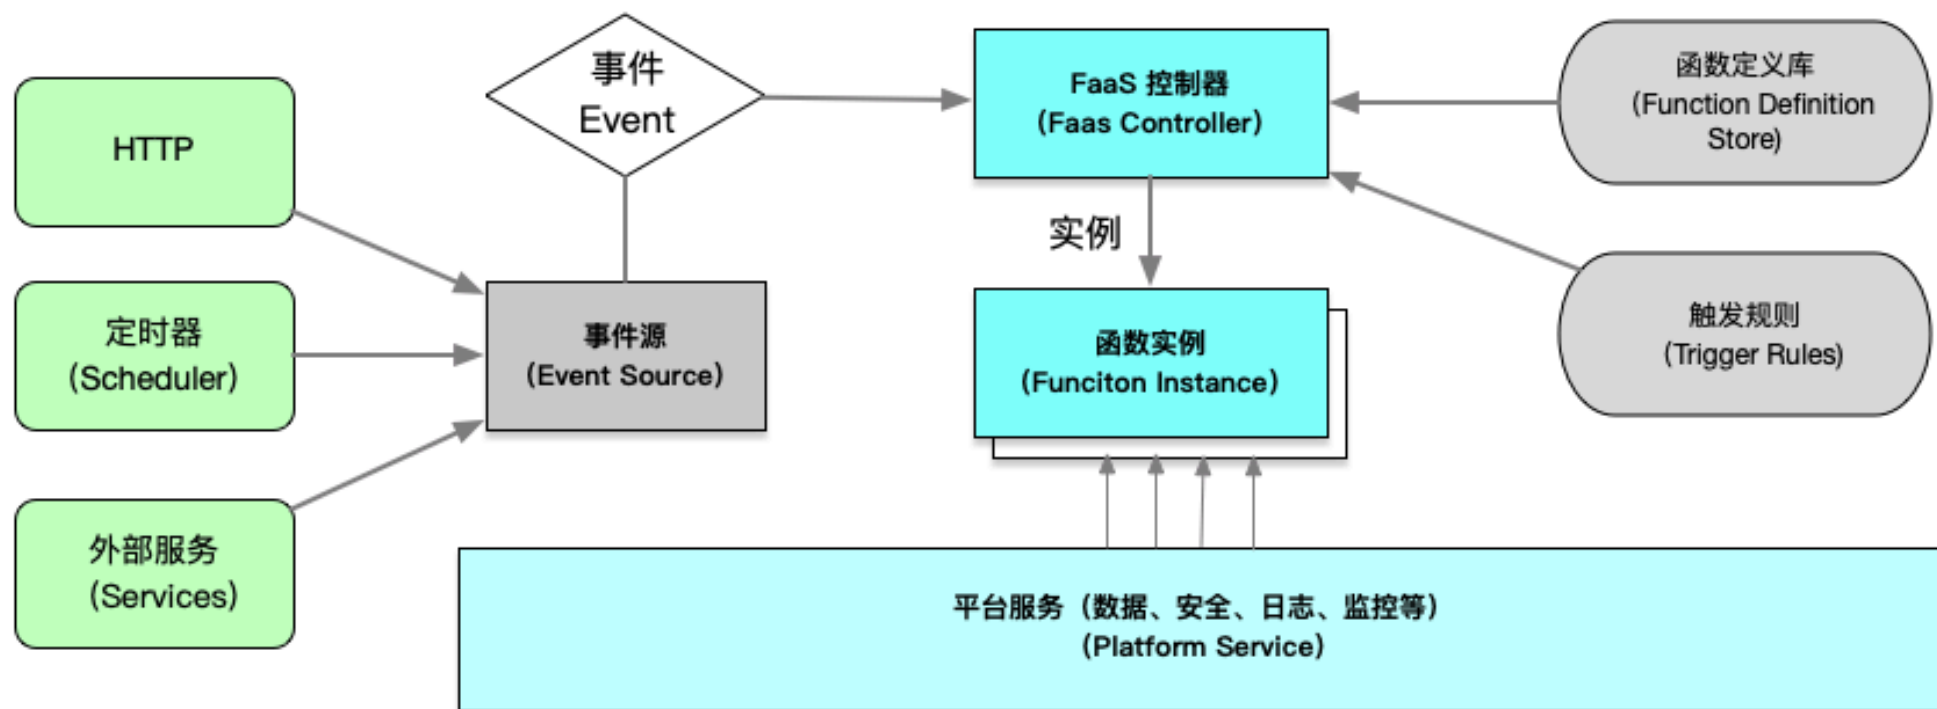 HTTP
定时器
(Scheduler)
外部服务
(Services)
事件
Event
事件源
(Event Source)
FaaS 控制器
(Faas Controller)
实例
函数实例
(Funciton Instance)
函数定义库
(Function Definition
Store)
触发规则
(Trigger Rules)
平台服务（数据、安全、日志、监控等）
(Platform Service)